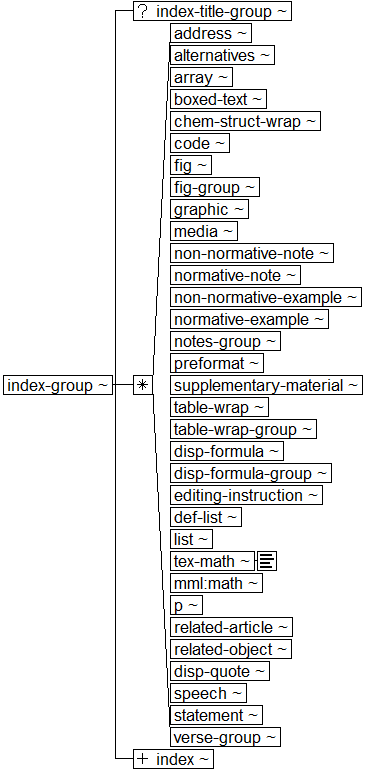 ? index-title-group ~
address ~
alternatives ~
array ~
boxed-text ~
chem-struct-wrap ~
code ~
fig ~
fig-group ~
graphic ~
media ~
non-normative-note ~
normative-note ~
non-normative-example ~
normative-example ~
notes-group ~
preformat ~
index-group ~ * supplementary-material ~
table-wrap ~
table-wrap-group ~
disp-formula ~
disp-formula-group ~
editing-instruction ~
def-list ~
list ~
tex-math ~
mml:math ~
p ~
related-article ~
related-object ~
disp-quote ~
speech ~
statement ~
verse-group ~
+ index ~